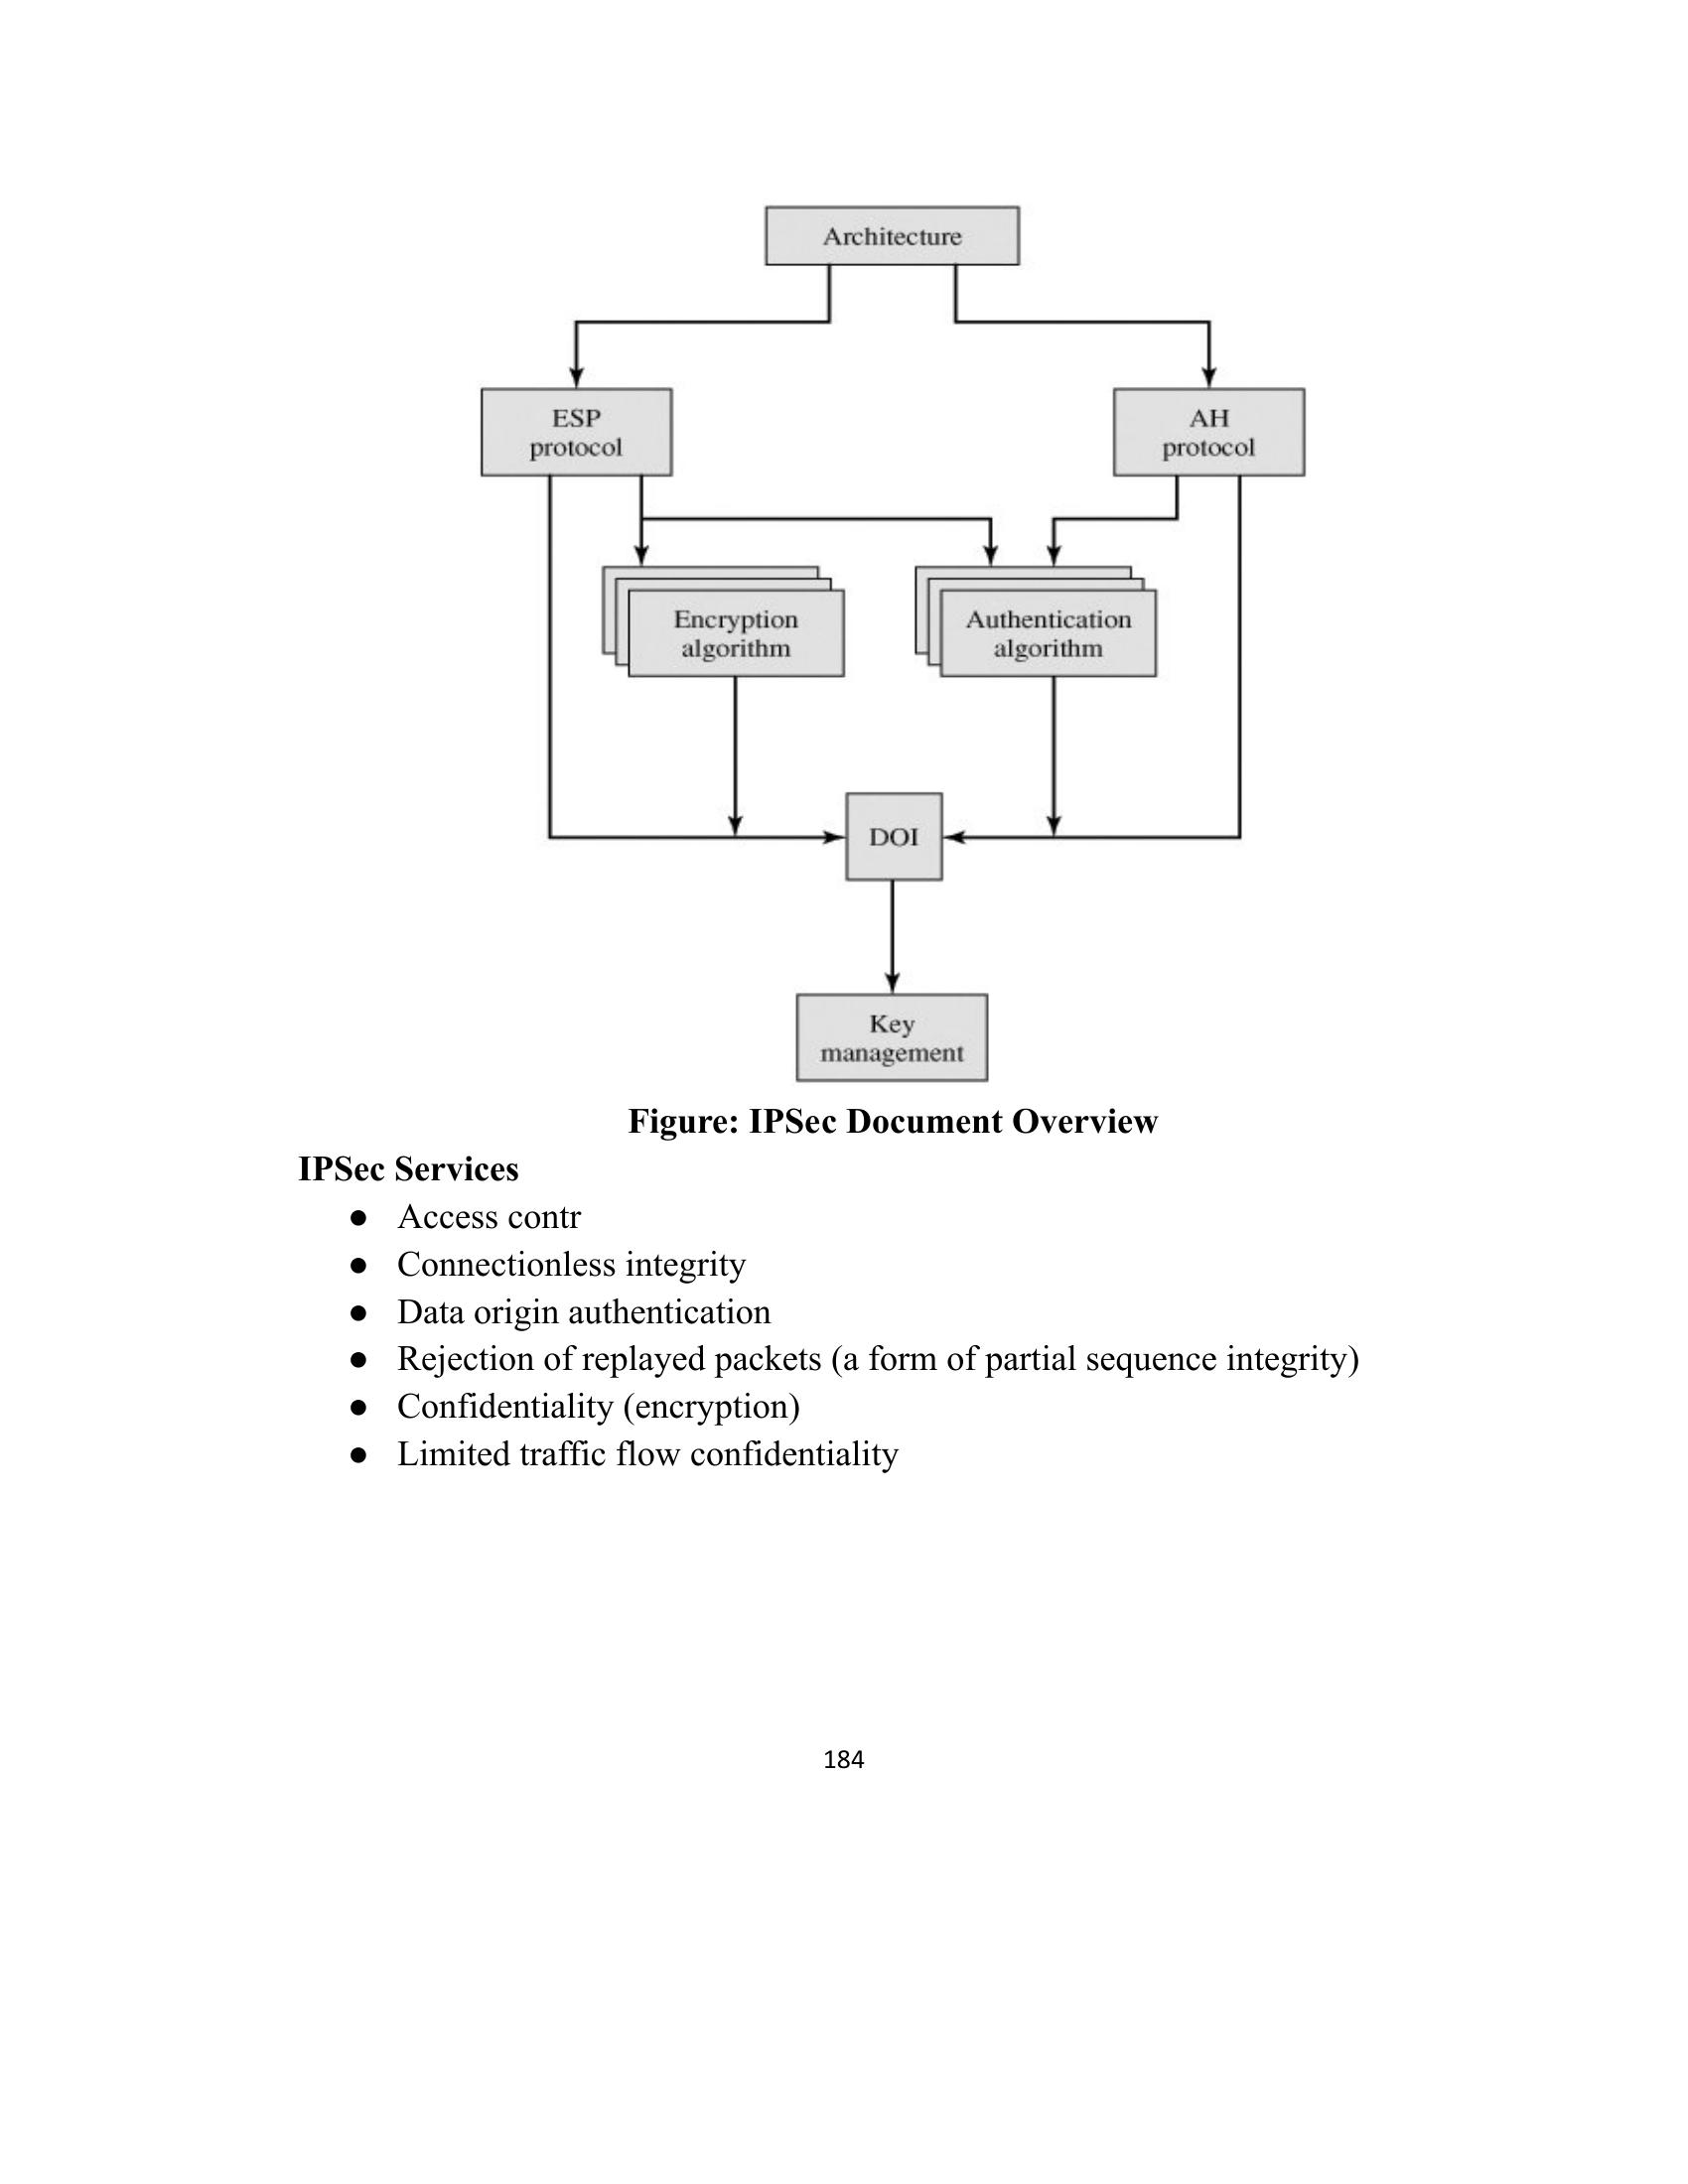 Architecture
ESP
protocol
AH
protocol
Encryption
algorithm
Authentication
algorithm
DOI
Key
management
Figure: IPSec Document Overview
IPSec Services
● Access contr
● Connectionless integrity
● Data origin authentication
● Rejection of replayed packets (a form of partial sequence integrity)
● Confidentiality (encryption)
● Limited traffic flow confidentiality
184